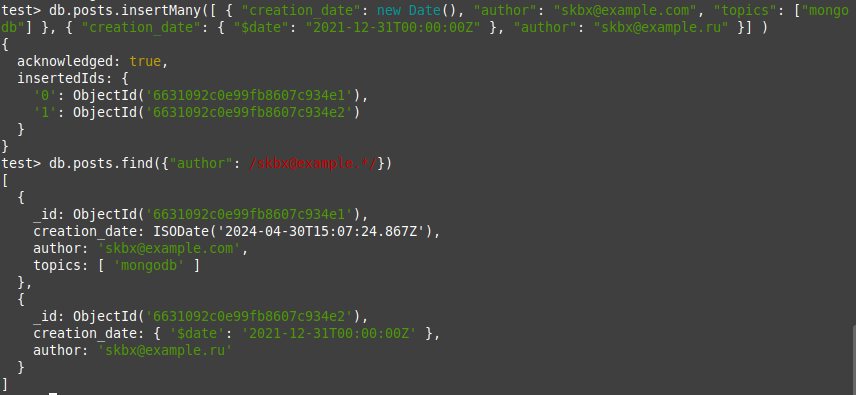 test> db.posts.insertMany([ { "creation_date": new Date(), "author": "skbx@example.com", "topics": ["mongo
db"] }, { "creation_date": { "$date": "2021-12-31T00:00:00Z" }, "author": "skbx@example.ru" }] )
{
  acknowledged: true,
  insertedIds: {
    '0': ObjectId('6631092c0e99fb8607c934e1'),
    '1': ObjectId('6631092c0e99fb8607c934e2')
  }
}
test> db.posts.find({"author": /skbx@example.*/})
[
  {
    _id: ObjectId('6631092c0e99fb8607c934e1'),
    creation_date: ISODate('2024-04-30T15:07:24.867Z'),
    author: 'skbx@example.com',
    topics: [ 'mongodb' ]
  },
  {
    _id: ObjectId('6631092c0e99fb8607c934e2'),
    creation_date: { '$date': '2021-12-31T00:00:00Z' },
    author: 'skbx@example.ru'
  }
]